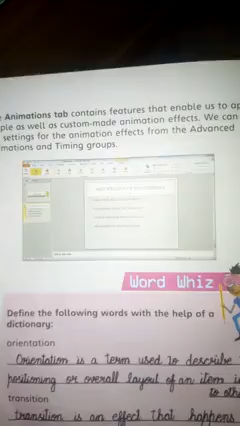 Animations tab contains features that enable us to
as well as custom-made animation effects. We can
settings for the animation effects from the Advanced
and Timing groups.
Word Whiz
Define the following words with the help of a
dictionary:
orientation
Orientation is a term used to describe
positioning or overall layout of an item
to
transition
transition is an effect that happens